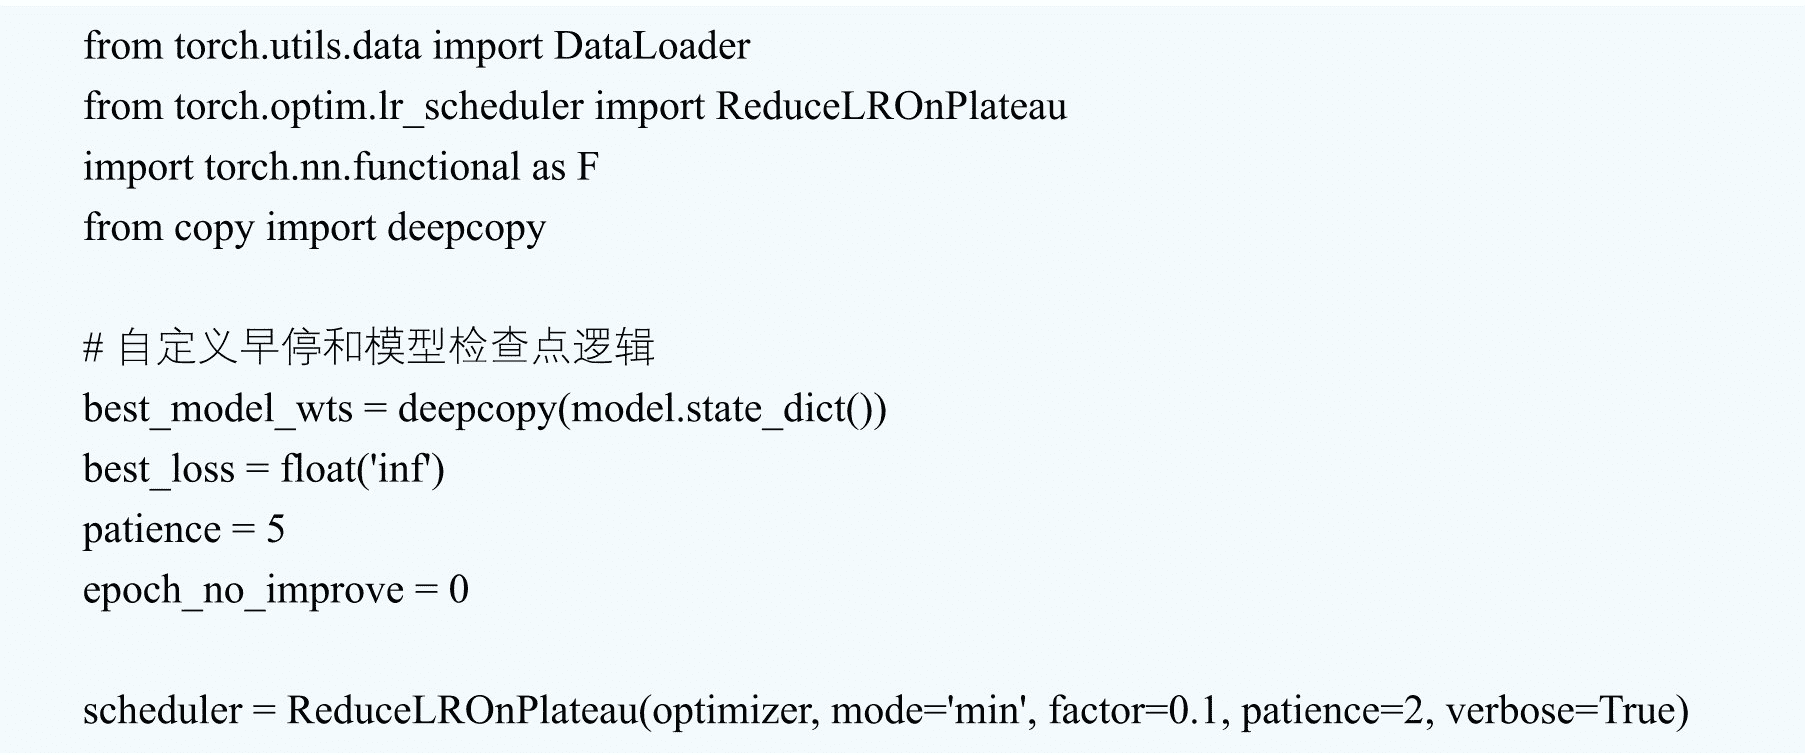 from torch.utils.data import DataLoader
from torch.optim.lr_scheduler import ReduceLROnPlateau
import torch.nn.functional as F
from copy import deepcopy
# 自定义早停和模型检查点逻辑
best_model_wts = deepcopy(model.state_dict())
best_loss = float('inf')
patience = 5
epoch_no_improve = 0
scheduler = ReduceLROnPlateau(optimizer, mode='min', factor=0.1, patience=2, verbose=True)